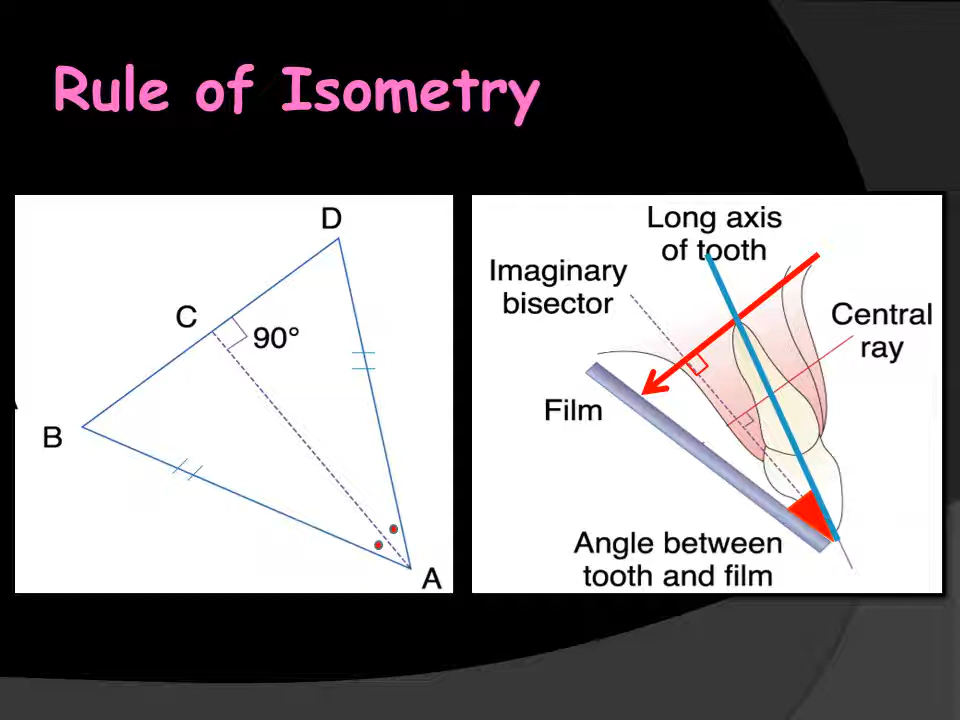 Rule of Isometry
D
C
90°
B
A
Long axis
of tooth
Imaginary
bisector
Central
ray
Film
Angle between
tooth and film